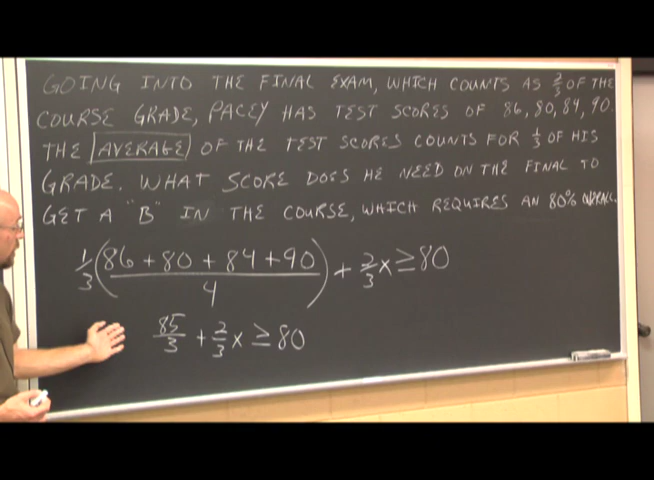 GOING INTO THE FINAL EXAM, WHICH COUNTS AS 2/3 OF THE
COURSE GRADE, PACEY HAS TEST SCORES OF 86, 80, 84, 90.
THE AVERAGE OF THE TEST SCORES COUNTS FOR 1/3 OF HIS
GRADE. WHAT SCORE DOES HE NEED ON THE FINAL TO
GET A "B" IN THE COURSE, WHICH REQUIRES AN 80% OVERALL.
1/3 ((86 + 80 + 84 + 90)/4) + 2/3 x ≥ 80
85/3 + 2/3 x ≥ 80